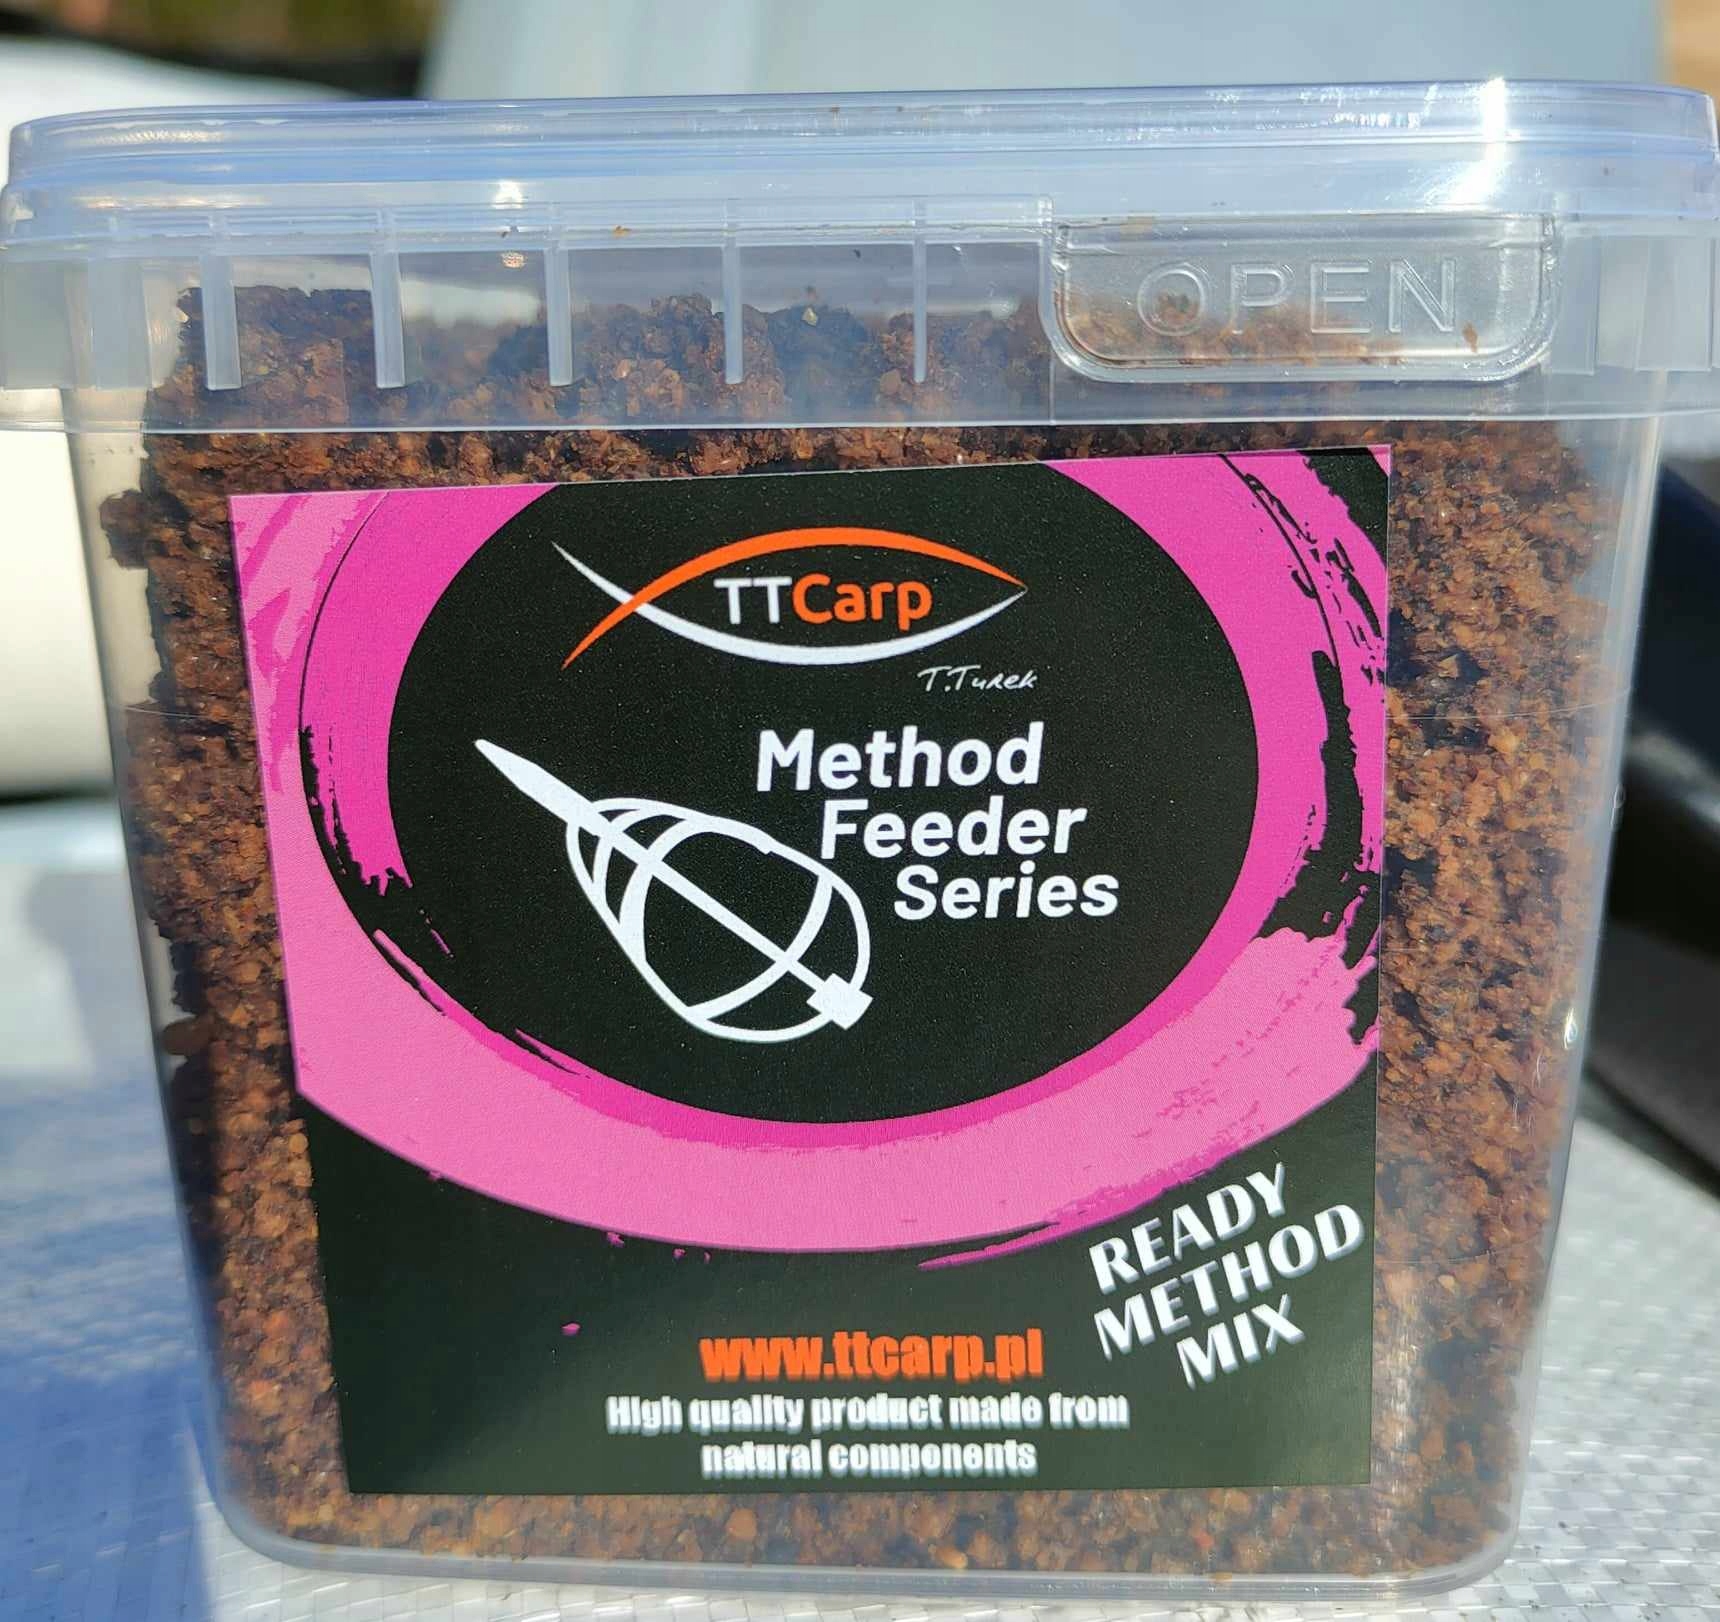 OPEN
TTCarp
T.Turek
Method
Feeder
Series
READY
METHOD
MIX
www.ttcarp.pl
High quality product made from
natural components